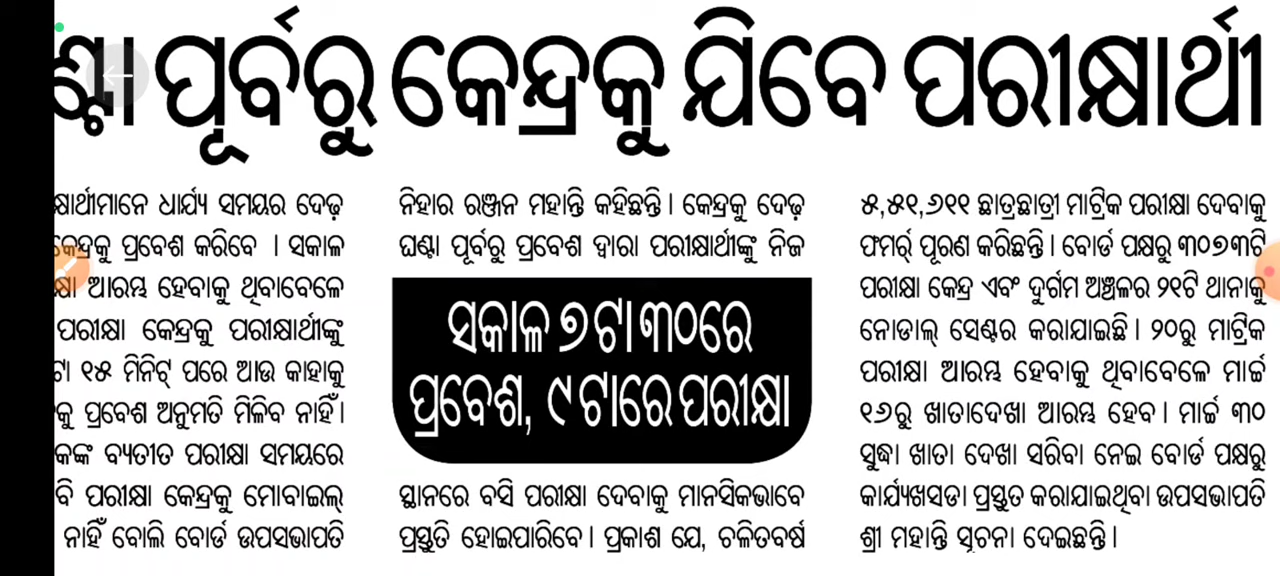 ପୂର୍ବରୁ କେନ୍ଦ୍ରକୁ ଯିବେ ପରୀକ୍ଷାର୍ଥୀ
ଧାର୍ଯ୍ୟ ସମୟର ଦେଢ଼
କେନ୍ଦ୍ରକୁ ପ୍ରବେଶ କରିବେ । ସକାଳ
ଆରମ୍ଭ ହେବାକୁ ଥିବାବେଳେ
ପରୀକ୍ଷା କେନ୍ଦ୍ରକୁ ପରୀକ୍ଷାର୍ଥୀଙ୍କୁ
୧୫ ମିନିଟ୍ ପରେ ଆଉ କାହାକୁ
ପ୍ରବେଶ ଅନୁମତି ମିଳିବ ନାହିଁ।
ବ୍ୟତୀତ ପରୀକ୍ଷା ସମୟରେ
ପରୀକ୍ଷା କେନ୍ଦ୍ରକୁ ମୋବାଇଲ୍
ନାହିଁ ବୋଲି ବୋର୍ଡ ଉପସଭାପତି
ନିହାର ରଞ୍ଜନ ମହାନ୍ତି କହିଛନ୍ତି । କେନ୍ଦ୍ରକୁ ଦେଢ଼
ଘଣ୍ଟା ପୂର୍ବରୁ ପ୍ରବେଶ ଦ୍ୱାରା ପରୀକ୍ଷାର୍ଥୀଙ୍କୁ ନିଜ
ସକାଳ ୭ ଟା ୩୦ରେ
ପ୍ରବେଶ, ୯ ଟାରେ ପରୀକ୍ଷା
ସ୍ଥାନରେ ବସି ପରୀକ୍ଷା ଦେବାକୁ ମାନସିକଭାବେ
ପ୍ରସ୍ତୁତି ହୋଇପାରିବେ । ପ୍ରକାଶ ଯେ, ଚଳିତବର୍ଷ
୫,୫୧,୬୧୧ ଛାତ୍ରଛାତ୍ରୀ ମାଟ୍ରିକ ପରୀକ୍ଷା ଦେବାକୁ
ଫର୍ମର୍ ପୂରଣ କରିଛନ୍ତି । ବୋର୍ଡ ପକ୍ଷରୁ ୩୦୭୩ଟି
ପରୀକ୍ଷା କେନ୍ଦ୍ର ଏବଂ ଦୁର୍ଗମ ଅଞ୍ଚଳର ୨୧ଟି ଥାନାକୁ
ନୋଡାଲ୍ ସେଣ୍ଟର କରାଯାଇଛି । ୨୦ରୁ ମାଟ୍ରିକ
ପରୀକ୍ଷା ଆରମ୍ଭ ହେବାକୁ ଥିବାବେଳେ ମାର୍ଚ୍ଚ
୧୬ରୁ ଖାତାଦେଖା ଆରମ୍ଭ ହେବ । ମାର୍ଚ୍ଚ ୩୦
ସୁଦ୍ଧା ଖାତା ଦେଖା ସରିବା ନେଇ ବୋର୍ଡ ପକ୍ଷରୁ
କାର୍ଯ୍ୟଖସଡା ପ୍ରସ୍ତୁତ କରାଯାଇଥିବା ଉପସଭାପତି
ଶ୍ରୀ ମହାନ୍ତି ସୂଚନା ଦେଇଛନ୍ତି ।